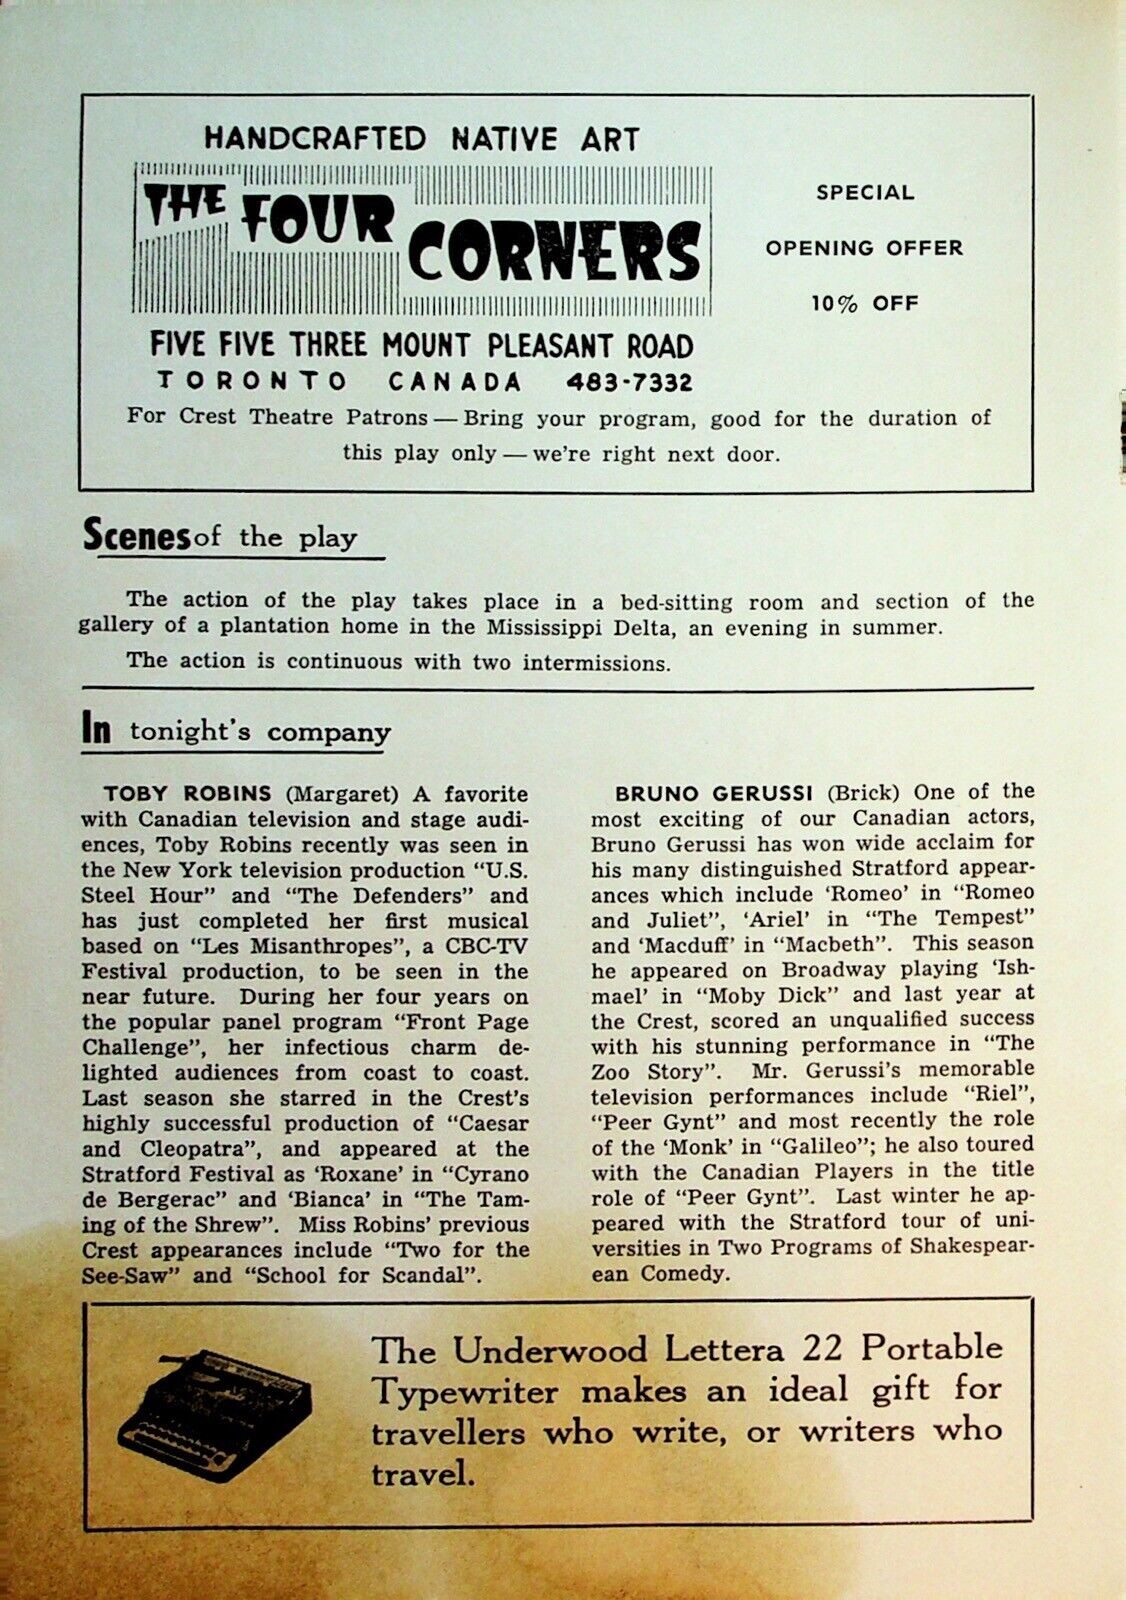 HANDCRAFTED NATIVE ART
THE FOUR CORNERS
FIVE FIVE THREE MOUNT PLEASANT ROAD
TORONTO CANADA 483-7332
SPECIAL
OPENING OFFER
10% OFF
For Crest Theatre Patrons — Bring your program, good for the duration of
this play only — we're right next door.
Scenes of the play
The action of the play takes place in a bed-sitting room and section of the
gallery of a plantation home in the Mississippi Delta, an evening in summer.
The action is continuous with two intermissions.
In tonight's company
TOBY ROBINS (Margaret) A favorite
with Canadian television and stage audi-
ences, Toby Robins recently was seen in
the New York television production "U.S.
Steel Hour" and "The Defenders" and
has just completed her first musical
based on "Les Misanthropes", a CBC-TV
Festival production, to be seen in the
near future. During her four years on
the popular panel program "Front Page
Challenge", her infectious charm de-
lighted audiences from coast to coast.
Last season she starred in the Crest's
highly successful production of "Caesar
and Cleopatra", and appeared at the
Stratford Festival as 'Roxane' in "Cyrano
de Bergerac" and 'Bianca' in "The Tam-
ing of the Shrew". Miss Robins' previous
Crest appearances include "Two for the
See-Saw" and "School for Scandal".
BRUNO GERUSSI (Brick) One of the
most exciting of our Canadian actors,
Bruno Gerussi has won wide acclaim for
his many distinguished Stratford appear-
ances which include 'Romeo' in "Romeo
and Juliet", 'Ariel' in "The Tempest"
and 'Macduff' in "Macbeth". This season
he appeared on Broadway playing 'Ish-
mael' in "Moby Dick" and last year at
the Crest, scored an unqualified success
with his stunning performance in "The
Zoo Story". Mr. Gerussi's memorable
television performances include "Riel",
"Peer Gynt" and most recently the role
of the 'Monk' in "Galileo"; he also toured
with the Canadian Players in the title
role of "Peer Gynt". Last winter he ap-
peared with the Stratford tour of uni-
versities in Two Programs of Shakespear-
ean Comedy.
The Underwood Lettera 22 Portable
Typewriter makes an ideal gift for
travellers who write, or writers who
travel.